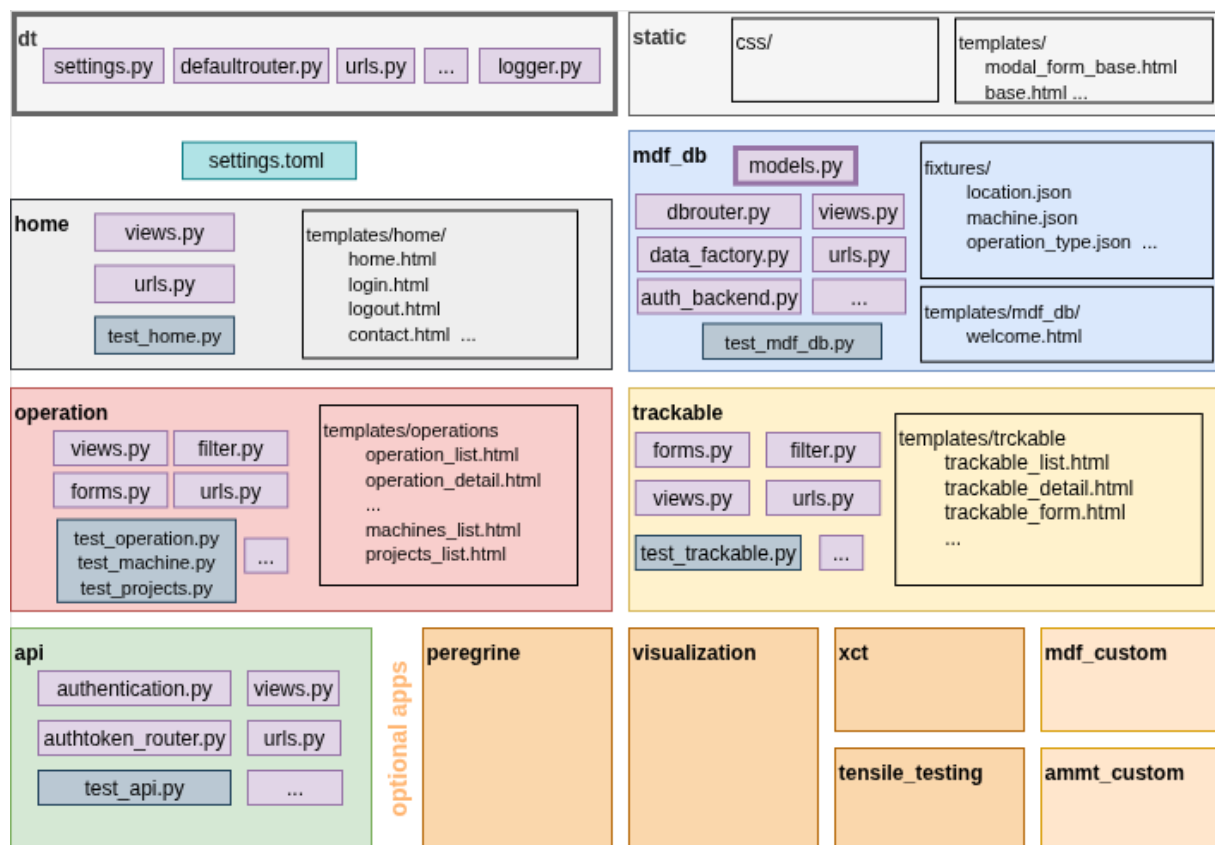 dt
settings.py
defaultrouter.py
urls.py
...
logger.py
static
css/
templates/
modal_form_base.html
base.html ...
settings.toml
home
views.py
urls.py
test_home.py
templates/home/
home.html
login.html
logout.html
contact.html ...
mdf_db
models.py
dbrouter.py
views.py
data_factory.py
urls.py
auth_backend.py
...
test_mdf_db.py
fixtures/
location.json
machine.json
operation_type.json ...
templates/mdf_db/
welcome.html
operation
views.py
filter.py
forms.py
urls.py
test_operation.py
test_machine.py
test_projects.py
...
templates/operations
operation_list.html
operation_detail.html
...
machines_list.html
projects_list.html
trackable
forms.py
filter.py
views.py
urls.py
test_trackable.py
...
templates/trckable
trackable_list.html
trackable_detail.html
trackable_form.html
...
api
authentication.py
views.py
authtoken_router.py
urls.py
test_api.py
...
optional apps
peregrine
visualization
xct
mdf_custom
tensile_testing
ammt_custom